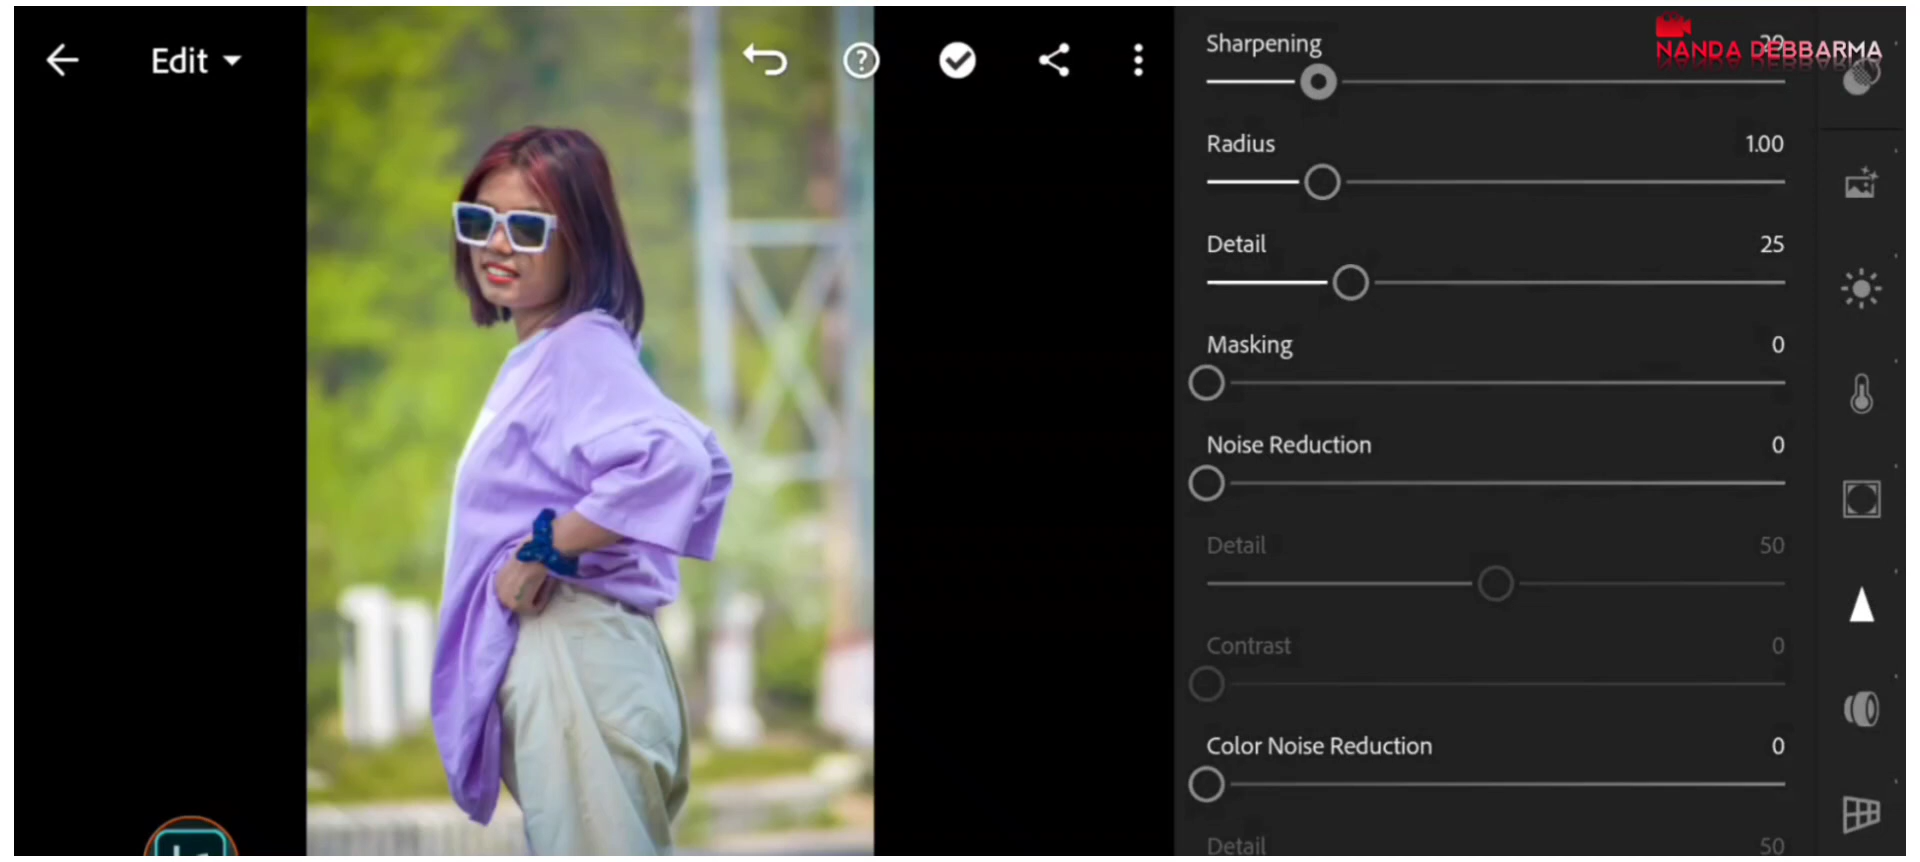 Edit
Sharpening 29
NANDA DEBBARMA
Radius 1.00
Detail 25
Masking 0
Noise Reduction 0
Detail 50
Contrast 0
Color Noise Reduction 0
Detail 50